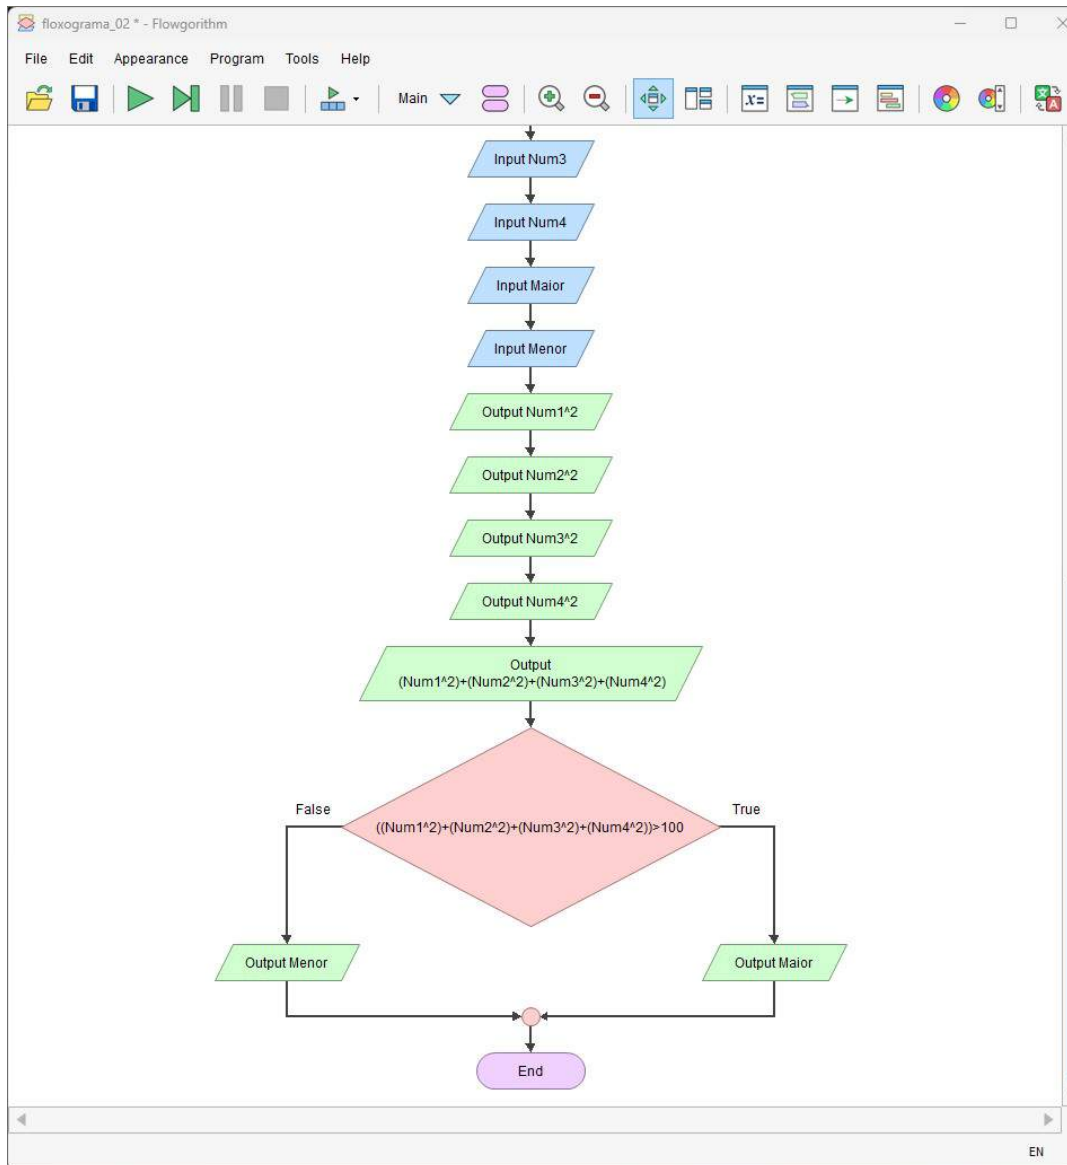 floxograma_02 * - Flowgorithm
File Edit Appearance Program Tools Help
Main
x=
Input Num3
Input Num4
Input Maior
Input Menor
Output Num1^2
Output Num2^2
Output Num3^2
Output Num4^2
Output
(Num1^2)+(Num2^2)+(Num3^2)+(Num4^2)
False
True
((Num1^2)+(Num2^2)+(Num3^2)+(Num4^2))>100
Output Menor
Output Maior
End
EN